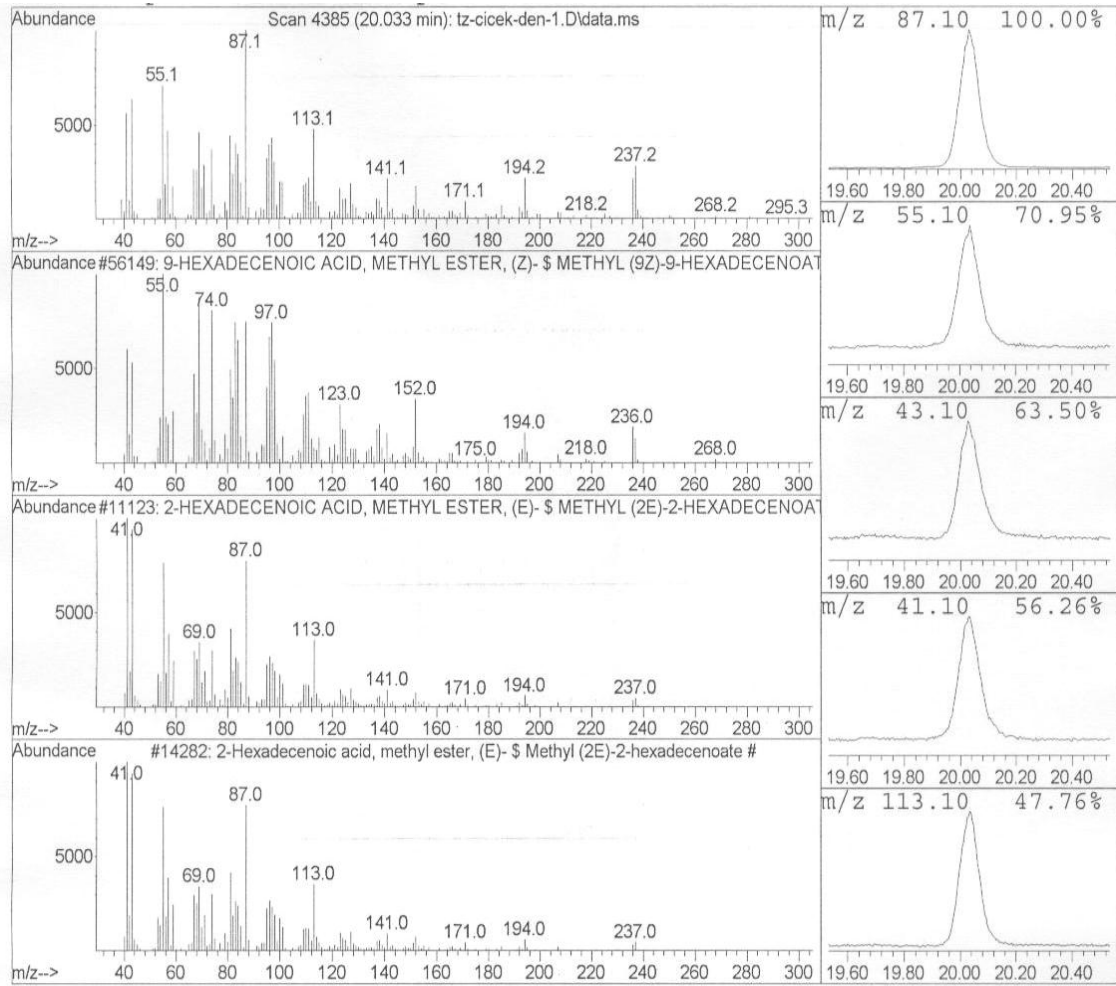 Abundance
Scan 4385 (20.033 min): tz-cicek-den-1.D\data.ms
87.1
55.1
113.1
141.1
171.1
194.2
218.2
237.2
268.2
295.3
5000
m/z-->
40 60 80 100 120 140 160 180 200 220 240 260 280 300
Abundance #56149: 9-HEXADECENOIC ACID, METHYL ESTER, (Z)- $ METHYL (9Z)-9-HEXADECENOAT
55.0
74.0
97.0
123.0
152.0
175.0
194.0
218.0
236.0
268.0
5000
m/z-->
40 60 80 100 120 140 160 180 200 220 240 260 280 300
Abundance #11123: 2-HEXADECENOIC ACID, METHYL ESTER, (E)- $ METHYL (2E)-2-HEXADECENOAT
41.0
87.0
69.0
113.0
141.0
171.0
194.0
237.0
5000
m/z-->
40 60 80 100 120 140 160 180 200 220 240 260 280 300
Abundance
#14282: 2-Hexadecenoic acid, methyl ester, (E)- $ Methyl (2E)-2-hexadecenoate #
41.0
87.0
69.0
113.0
141.0
171.0
194.0
237.0
5000
m/z-->
40 60 80 100 120 140 160 180 200 220 240 260 280 300
m/z 87.10 100.00%
19.60 19.80 20.00 20.20 20.40
m/z 55.10 70.95%
19.60 19.80 20.00 20.20 20.40
m/z 43.10 63.50%
19.60 19.80 20.00 20.20 20.40
m/z 41.10 56.26%
19.60 19.80 20.00 20.20 20.40
m/z 113.10 47.76%
19.60 19.80 20.00 20.20 20.40